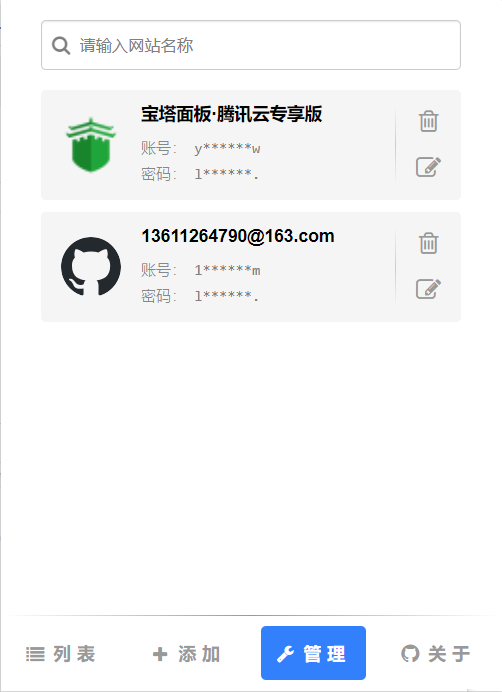 请输入网站名称
宝塔面板·腾讯云专享版
账号： y******w
密码： l******.
13611264790@163.com
账号： 1******m
密码： l******.
列表 添加 管理 关于